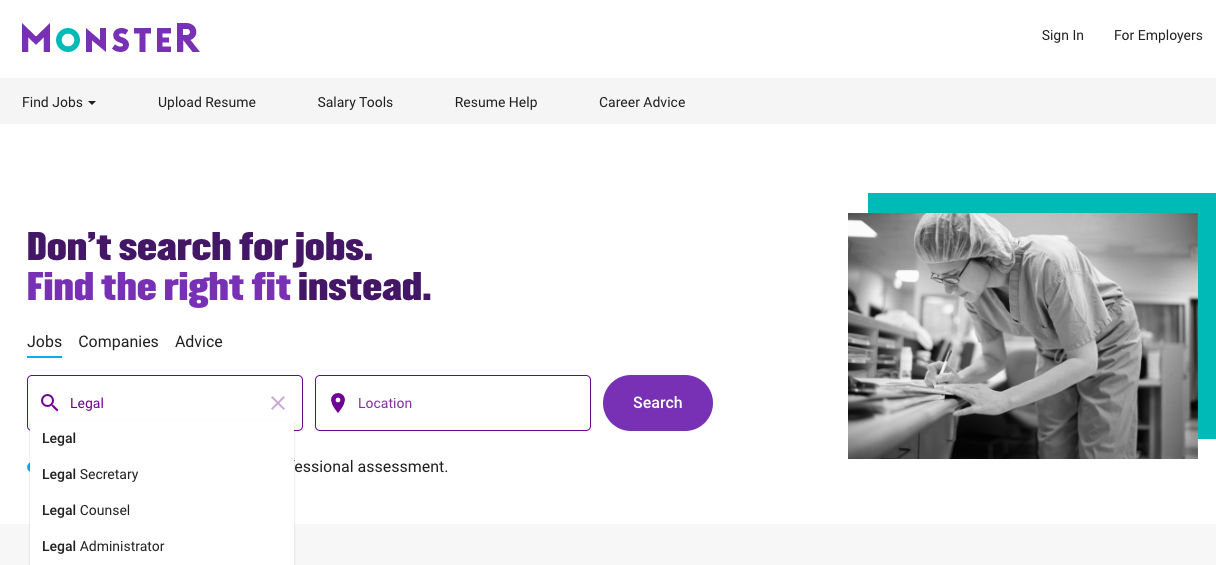 MONSTER
Sign In
For Employers
Find Jobs
Upload Resume
Salary Tools
Resume Help
Career Advice
Don’t search for jobs.
Find the right fit instead.
Jobs
Companies
Advice
Legal
Location
Search
Legal
essional assessment.
Legal Secretary
Legal Counsel
Legal Administrator